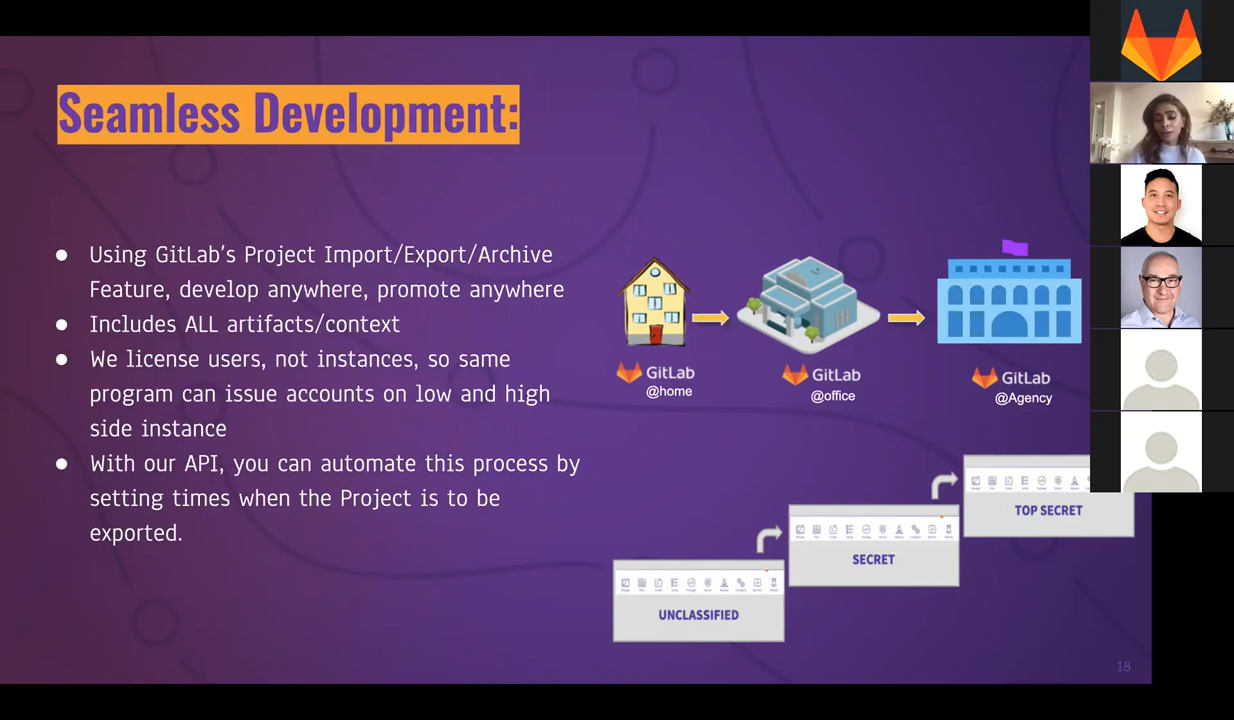 Seamless Development:
● Using GitLab's Project Import/Export/Archive
Feature, develop anywhere, promote anywhere
● Includes ALL artifacts/context
● We license users, not instances, so same
program can issue accounts on low and high
side instance
● With our API, you can automate this process by
setting times when the Project is to be
exported.
GitLab
@home
GitLab
@office
GitLab
@Agency
TOP SECRET
SECRET
UNCLASSIFIED
18